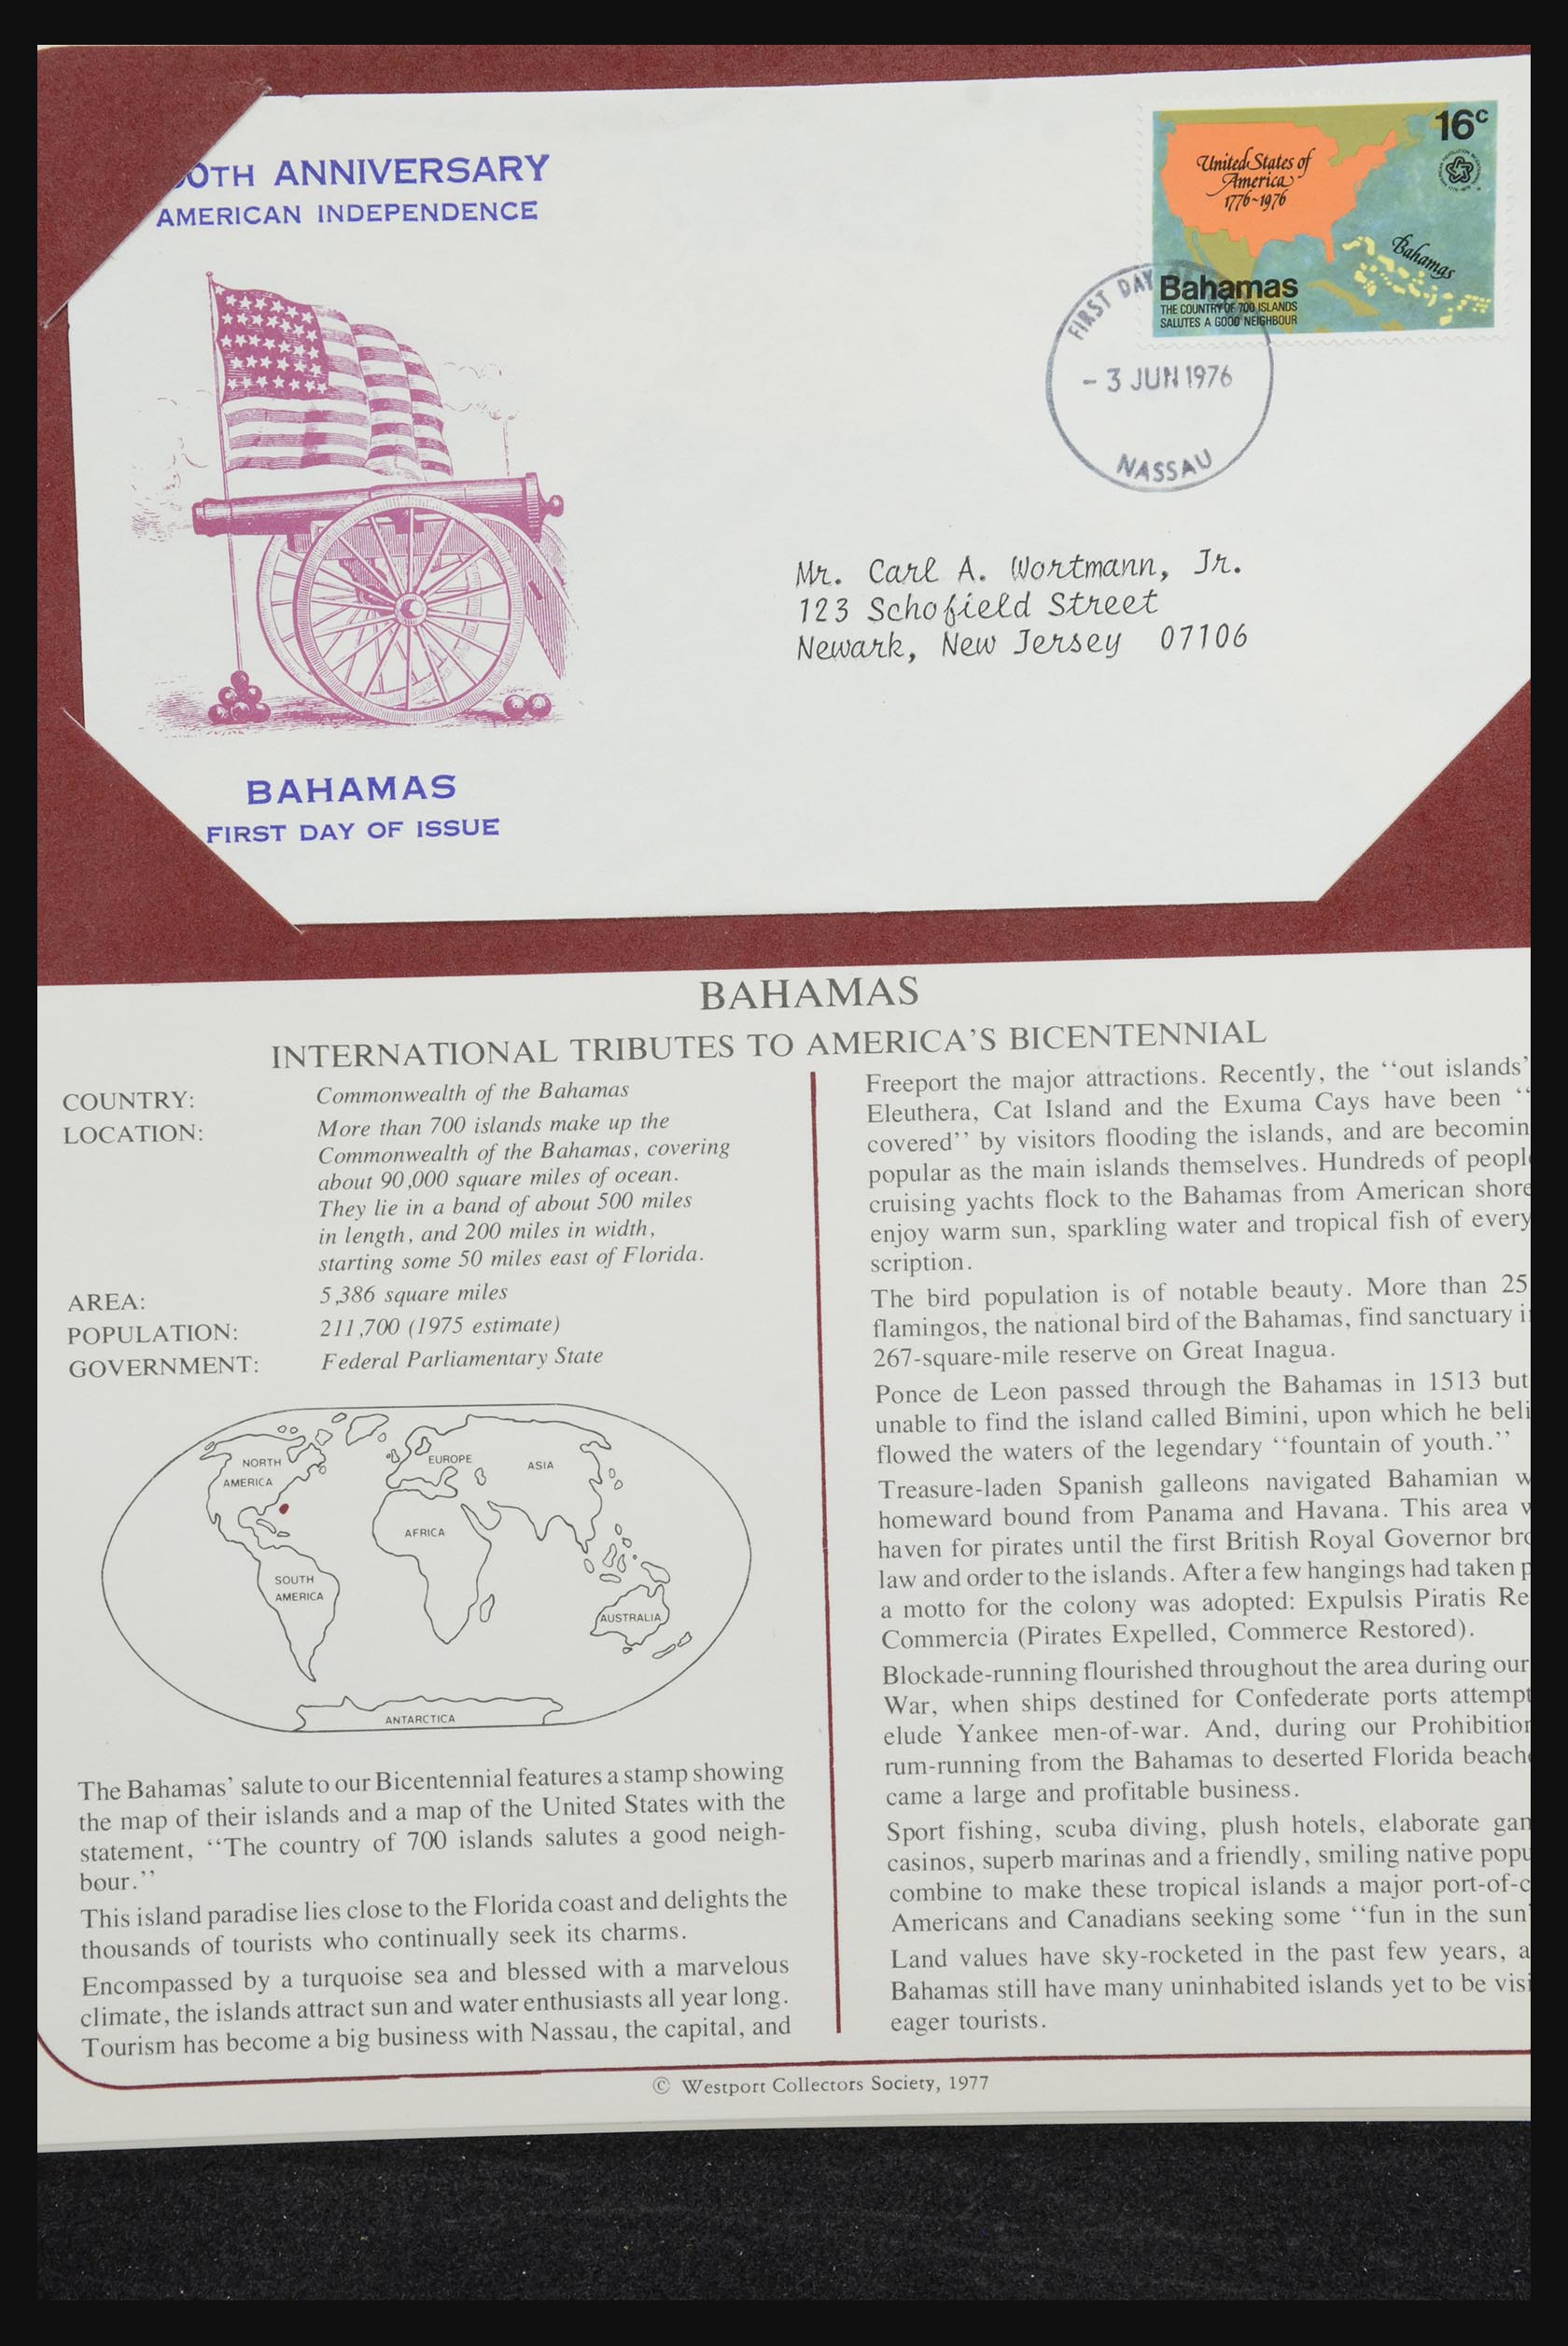 0TH ANNIVERSARY
AMERICAN INDEPENDENCE
16c
United States of
America
1776~1976
Bahamas
Bahamas
THE COUNTRY OF 700 ISLANDS
SALUTES A GOOD NEIGHBOUR
FIRST DAY
- 3 JUN 1976
NASSAU
Mr. Carl A. Wortmann, Jr.
123 Schofield Street
Newark, New Jersey 07106
BAHAMAS
FIRST DAY OF ISSUE
BAHAMAS
INTERNATIONAL TRIBUTES TO AMERICA'S BICENTENNIAL
COUNTRY: Commonwealth of the Bahamas
LOCATION: More than 700 islands make up the
Commonwealth of the Bahamas, covering
about 90,000 square miles of ocean.
They lie in a band of about 500 miles
in length, and 200 miles in width,
starting some 50 miles east of Florida.
AREA: 5,386 square miles
POPULATION: 211,700 (1975 estimate)
GOVERNMENT: Federal Parliamentary State
NORTH
AMERICA
EUROPE
ASIA
AFRICA
SOUTH
AMERICA
AUSTRALIA
ANTARCTICA
The Bahamas' salute to our Bicentennial features a stamp showing
the map of their islands and a map of the United States with the
statement, ‘‘The country of 700 islands salutes a good neigh-
bour.’’
This island paradise lies close to the Florida coast and delights the
thousands of tourists who continually seek its charms.
Encompassed by a turquoise sea and blessed with a marvelous
climate, the islands attract sun and water enthusiasts all year long.
Tourism has become a big business with Nassau, the capital, and
Freeport the major attractions. Recently, the ‘‘out islands’
Eleuthera, Cat Island and the Exuma Cays have been ‘‘
covered’’ by visitors flooding the islands, and are becomin
popular as the main islands themselves. Hundreds of peopl
cruising yachts flock to the Bahamas from American shore
enjoy warm sun, sparkling water and tropical fish of every
scription.
The bird population is of notable beauty. More than 25
flamingos, the national bird of the Bahamas, find sanctuary i
267-square-mile reserve on Great Inagua.
Ponce de Leon passed through the Bahamas in 1513 but
unable to find the island called Bimini, upon which he beli
flowed the waters of the legendary ‘‘fountain of youth.’’
Treasure-laden Spanish galleons navigated Bahamian w
homeward bound from Panama and Havana. This area
haven for pirates until the first British Royal Governor bro
law and order to the islands. After a few hangings had taken p
a motto for the colony was adopted: Expulsis Piratis Re
Commercia (Pirates Expelled, Commerce Restored).
Blockade-running flourished throughout the area during our
War, when ships destined for Confederate ports attempt
elude Yankee men-of-war. And, during our Prohibition
rum-running from the Bahamas to deserted Florida beach
came a large and profitable business.
Sport fishing, scuba diving, plush hotels, elaborate gan
casinos, superb marinas and a friendly, smiling native popu
combine to make these tropical islands a major port-of-c
Americans and Canadians seeking some ‘‘fun in the sun’
Land values have sky-rocketed in the past few years, a
Bahamas still have many uninhabited islands yet to be visi
eager tourists.
© Westport Collectors Society, 1977